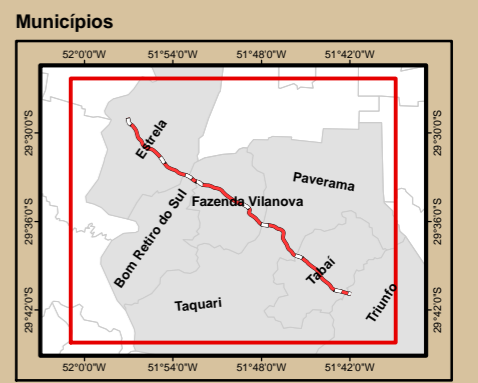 Municípios
52°0'0"W 51°54'0"W 51°48'0"W 51°42'0"W
29°30'0"S 29°30'0"S
Estrela
Paverama
Fazenda Vilanova
Bom Retiro do Sul
29°36'0"S 29°36'0"S
Tabaí
Taquari
Triunfo
29°42'0"S 29°42'0"S
52°0'0"W 51°54'0"W 51°48'0"W 51°42'0"W